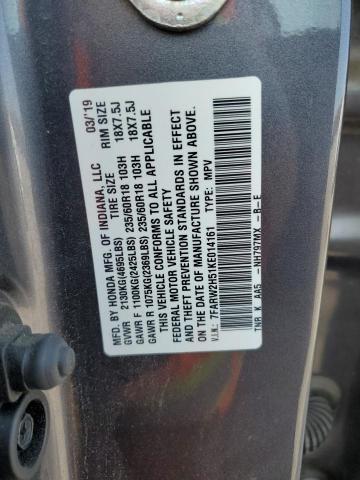 MFD. BY HONDA MFG. OF INDIANA, LLC 03/'19
TIRE SIZE RIM SIZE
GVWR 2130KG(4695LBS)
GAWR F 1100KG(2425LBS) 235/60R18 103H 18X7.5J
GAWR R 1075KG(2369LBS) 235/60R18 103H 18X7.5J
THIS VEHICLE CONFORMS TO ALL APPLICABLE
FEDERAL MOTOR VEHICLE SAFETY
AND THEFT PREVENTION STANDARDS IN EFFECT
ON THE DATE OF MANUFACTURE SHOWN ABOVE.
V.I.N.: 7FARW2H51KE014161 TYPE: MPV
TNR K AA5 -NH797MX -B-E